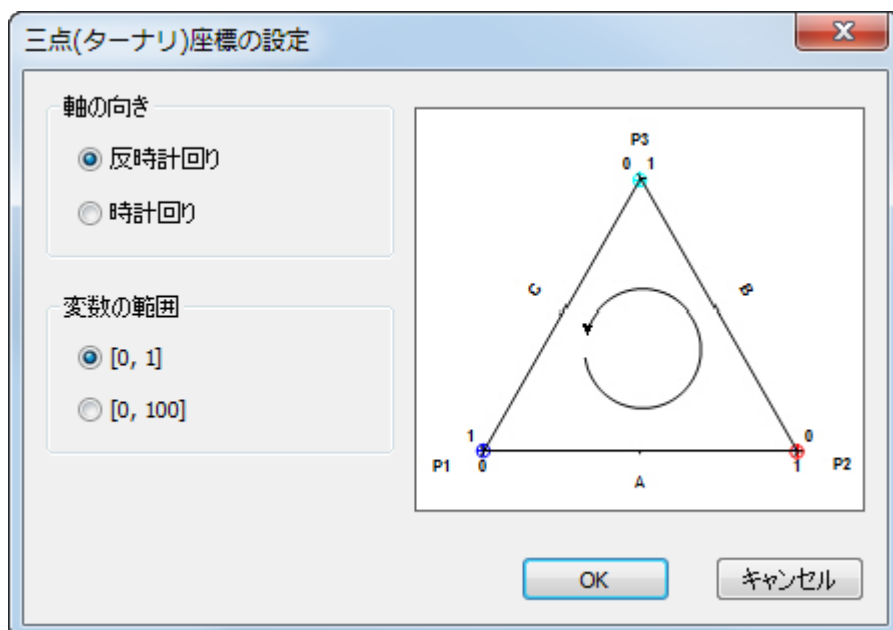 三点(ターナリ)座標の設定
軸の向き
反時計回り
時計回り
変数の範囲
[0, 1]
[0, 100]
P3
0 1
C
B
1
0
P1
0
1
P2
A
OK
キャンセル